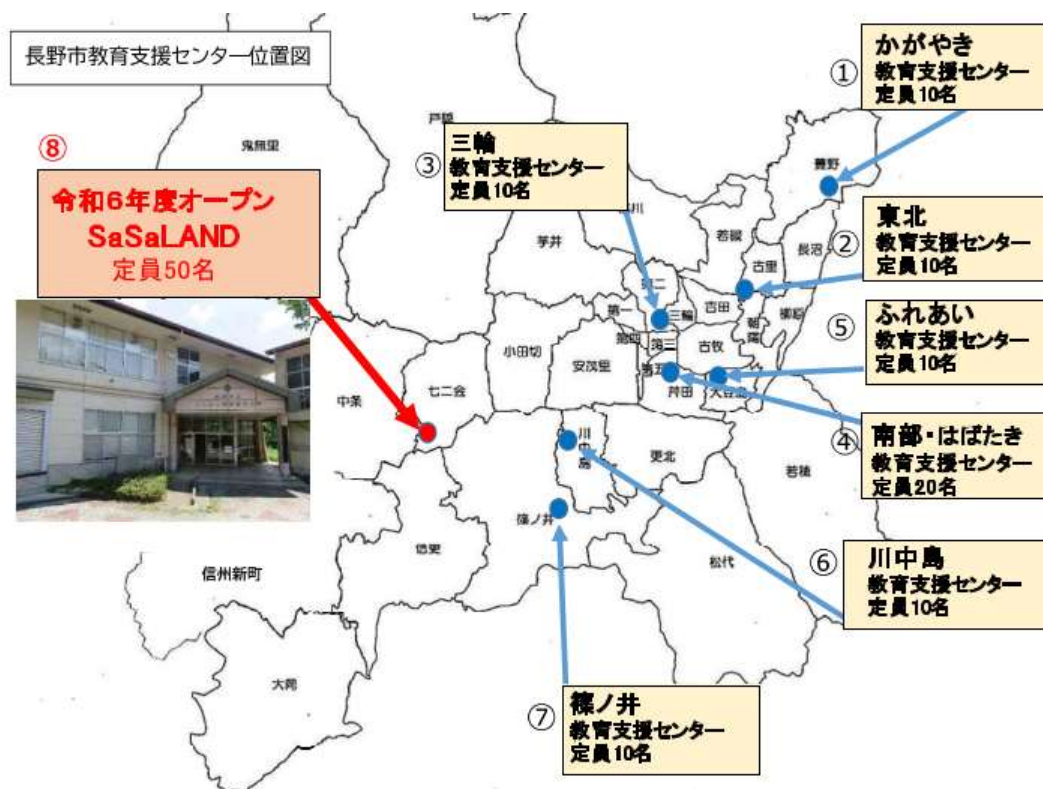 長野市教育支援センター位置図
①
かがやき
教育支援センター
定員10名
⑧
令和6年度オープン
SaSaLAND
定員50名
③
三輪
教育支援センター
定員10名
②
東北
教育支援センター
定員10名
⑤
ふれあい
教育支援センター
定員10名
④
南部・はばたき
教育支援センター
定員20名
⑥
川中島
教育支援センター
定員10名
⑦
篠ノ井
教育支援センター
定員10名
鬼無里
戸隠
豊野
芋井
若槻
長沼
古里
第二
吉田
柳原
第一
三輪
朝陽
第四
第三
古牧
小田切
安茂里
第五
芹田
大豆島
七二会
中条
川中島
更北
若穂
篠ノ井
信更
松代
信州新町
大岡